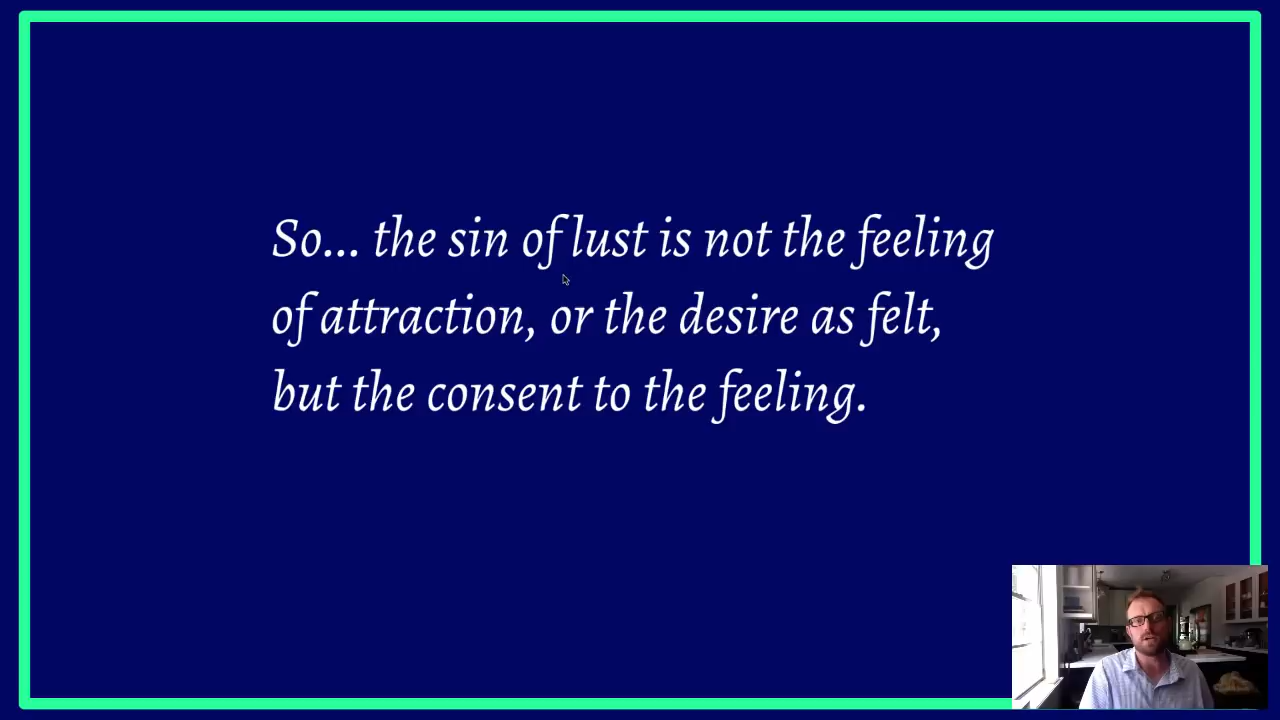 So... the sin of lust is not the feeling
of attraction, or the desire as felt,
but the consent to the feeling.